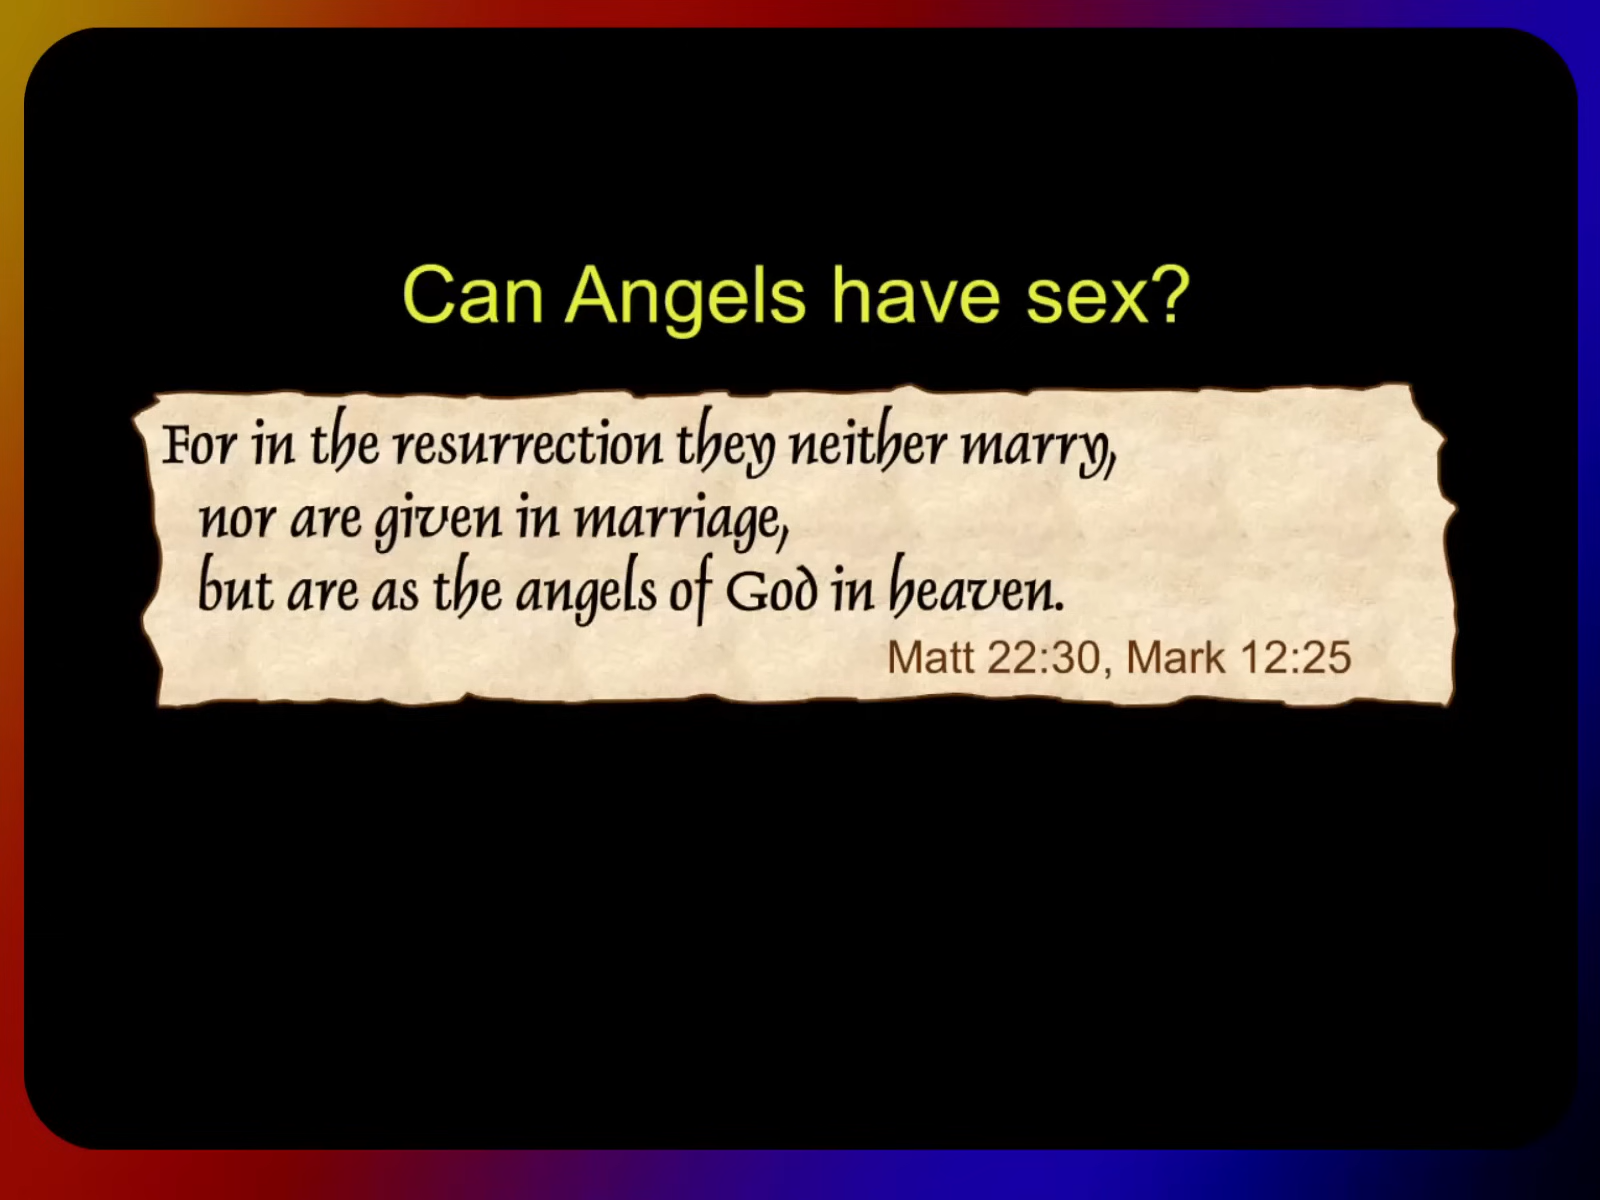 Can Angels have sex?
For in the resurrection they neither marry,
nor are given in marriage,
but are as the angels of God in heaven.
Matt 22:30, Mark 12:25